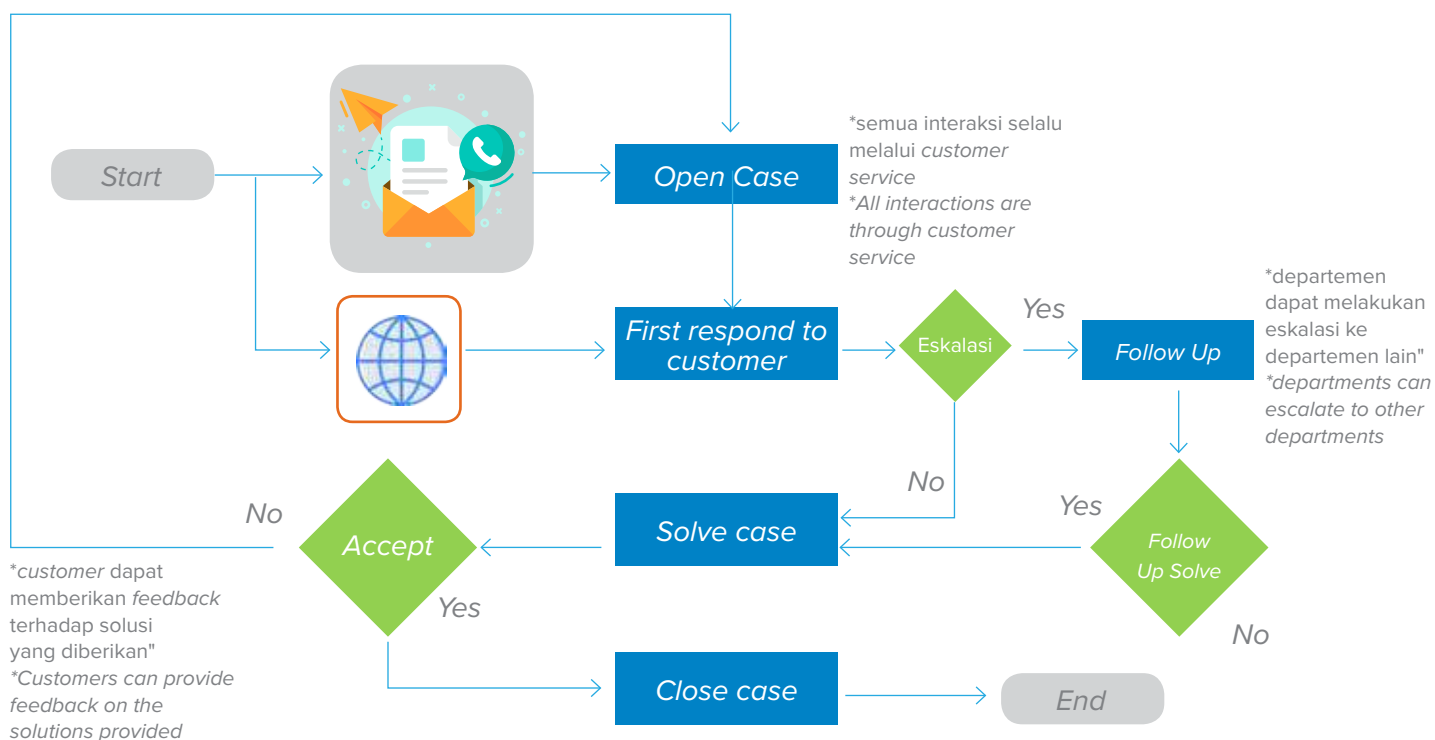 Start
Open Case
*semua interaksi selalu
melalui customer
service
*All interactions are
through customer
service
First respond to
customer
Eskalasi
Yes
Follow Up
*departemen
dapat melakukan
eskalasi ke
departemen lain"
*departments can
escalate to other
departments
No
Yes
Follow
Up Solve
No
Solve case
Accept
No
Yes
*customer dapat
memberikan feedback
terhadap solusi
yang diberikan"
*Customers can provide
feedback on the
solutions provided
Close case
End